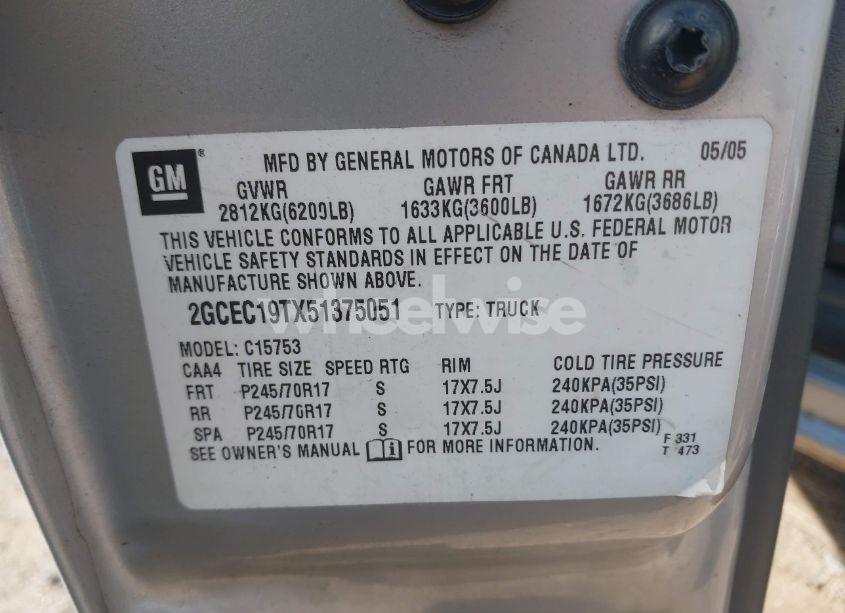 GM ® MFD BY GENERAL MOTORS OF CANADA LTD. 05/05
GVWR GAWR FRT GAWR RR
2812KG(6200LB) 1633KG(3600LB) 1672KG(3686LB)
THIS VEHICLE CONFORMS TO ALL APPLICABLE U.S. FEDERAL MOTOR
VEHICLE SAFETY STANDARDS IN EFFECT ON THE DATE OF
MANUFACTURE SHOWN ABOVE.
2GCEC19TX51375051 TYPE: TRUCK
wheelwise
MODEL: C15753
CAA4 TIRE SIZE SPEED RTG RIM COLD TIRE PRESSURE
FRT P245/70R17 S 17X7.5J 240KPA(35PSI)
RR P245/70R17 S 17X7.5J 240KPA(35PSI)
SPA P245/70R17 S 17X7.5J 240KPA(35PSI)
SEE OWNER'S MANUAL FOR MORE INFORMATION.
F 331
T 473